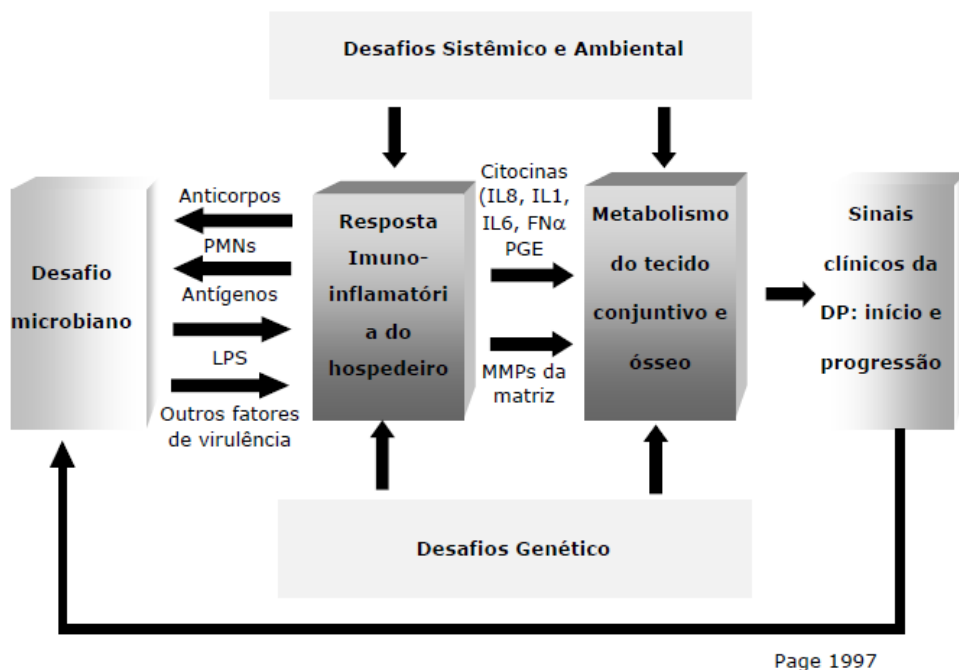 Desafios Sistêmico e Ambiental
Desafio
microbiano
Anticorpos
PMNs
Antígenos
LPS
Outros fatores
de virulência
Resposta
Imuno-
inflamatóri
a do
hospedeiro
Citocinas
(IL8, IL1,
IL6, FNα
PGE
MMPs da
matriz
Metabolismo
do tecido
conjuntivo e
ósseo
Sinais
clínicos da
DP: início e
progressão
Desafios Genético
Page 1997